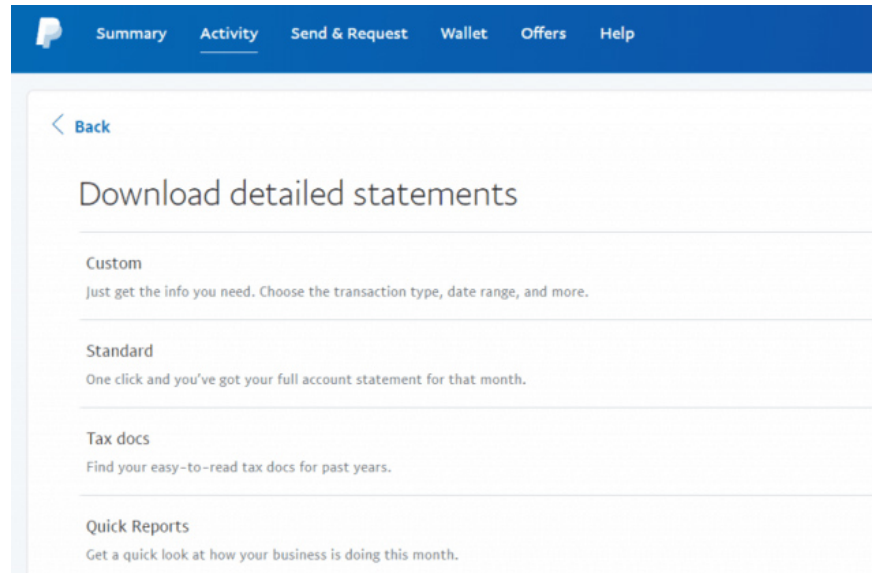 Summary Activity Send & Request Wallet Offers Help
Back
Download detailed statements
Custom
Just get the info you need. Choose the transaction type, date range, and more.
Standard
One click and you've got your full account statement for that month.
Tax docs
Find your easy-to-read tax docs for past years.
Quick Reports
Get a quick look at how your business is doing this month.